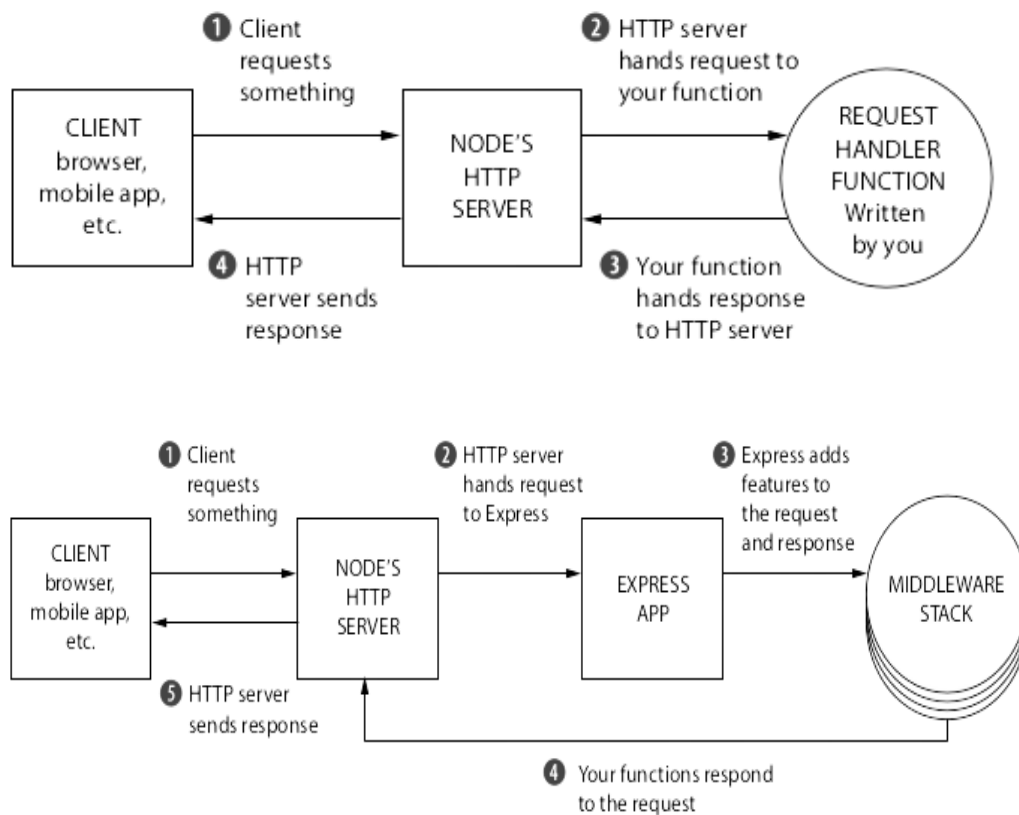 1 Client
requests
something
2 HTTP server
hands request to
your function
CLIENT
browser,
mobile app,
etc.
NODE'S
HTTP
SERVER
REQUEST
HANDLER
FUNCTION
Written
by you
4 HTTP
server sends
response
3 Your function
hands response
to HTTP server
1 Client
requests
something
2 HTTP server
hands request
to Express
3 Express adds
features to
the request
and response
CLIENT
browser,
mobile app,
etc.
NODE'S
HTTP
SERVER
EXPRESS
APP
MIDDLEWARE
STACK
5 HTTP server
sends response
4 Your functions respond
to the request